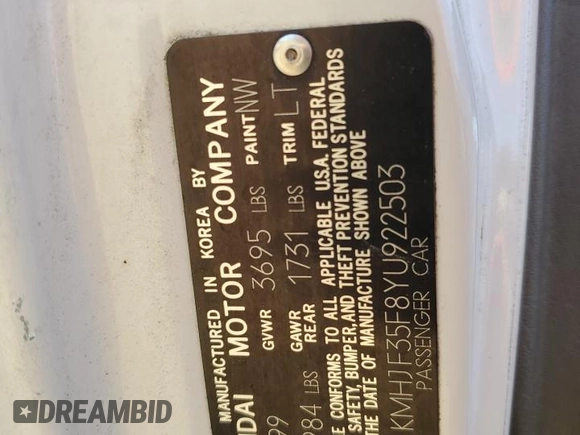 MANUFACTURED IN KOREA BY
MOTOR COMPANY
99 GVWR 3695 LBS PAINT NW
984 LBS GAWR REAR 1731 LBS TRIM LT
CONFORMS TO ALL APPLICABLE U.S.A. FEDERAL
SAFETY, BUMPER, AND THEFT PREVENTION STANDARDS
THE DATE OF MANUFACTURE SHOWN ABOVE
KMHJF35F8YU922503
PASSENGER CAR
DREAMBID